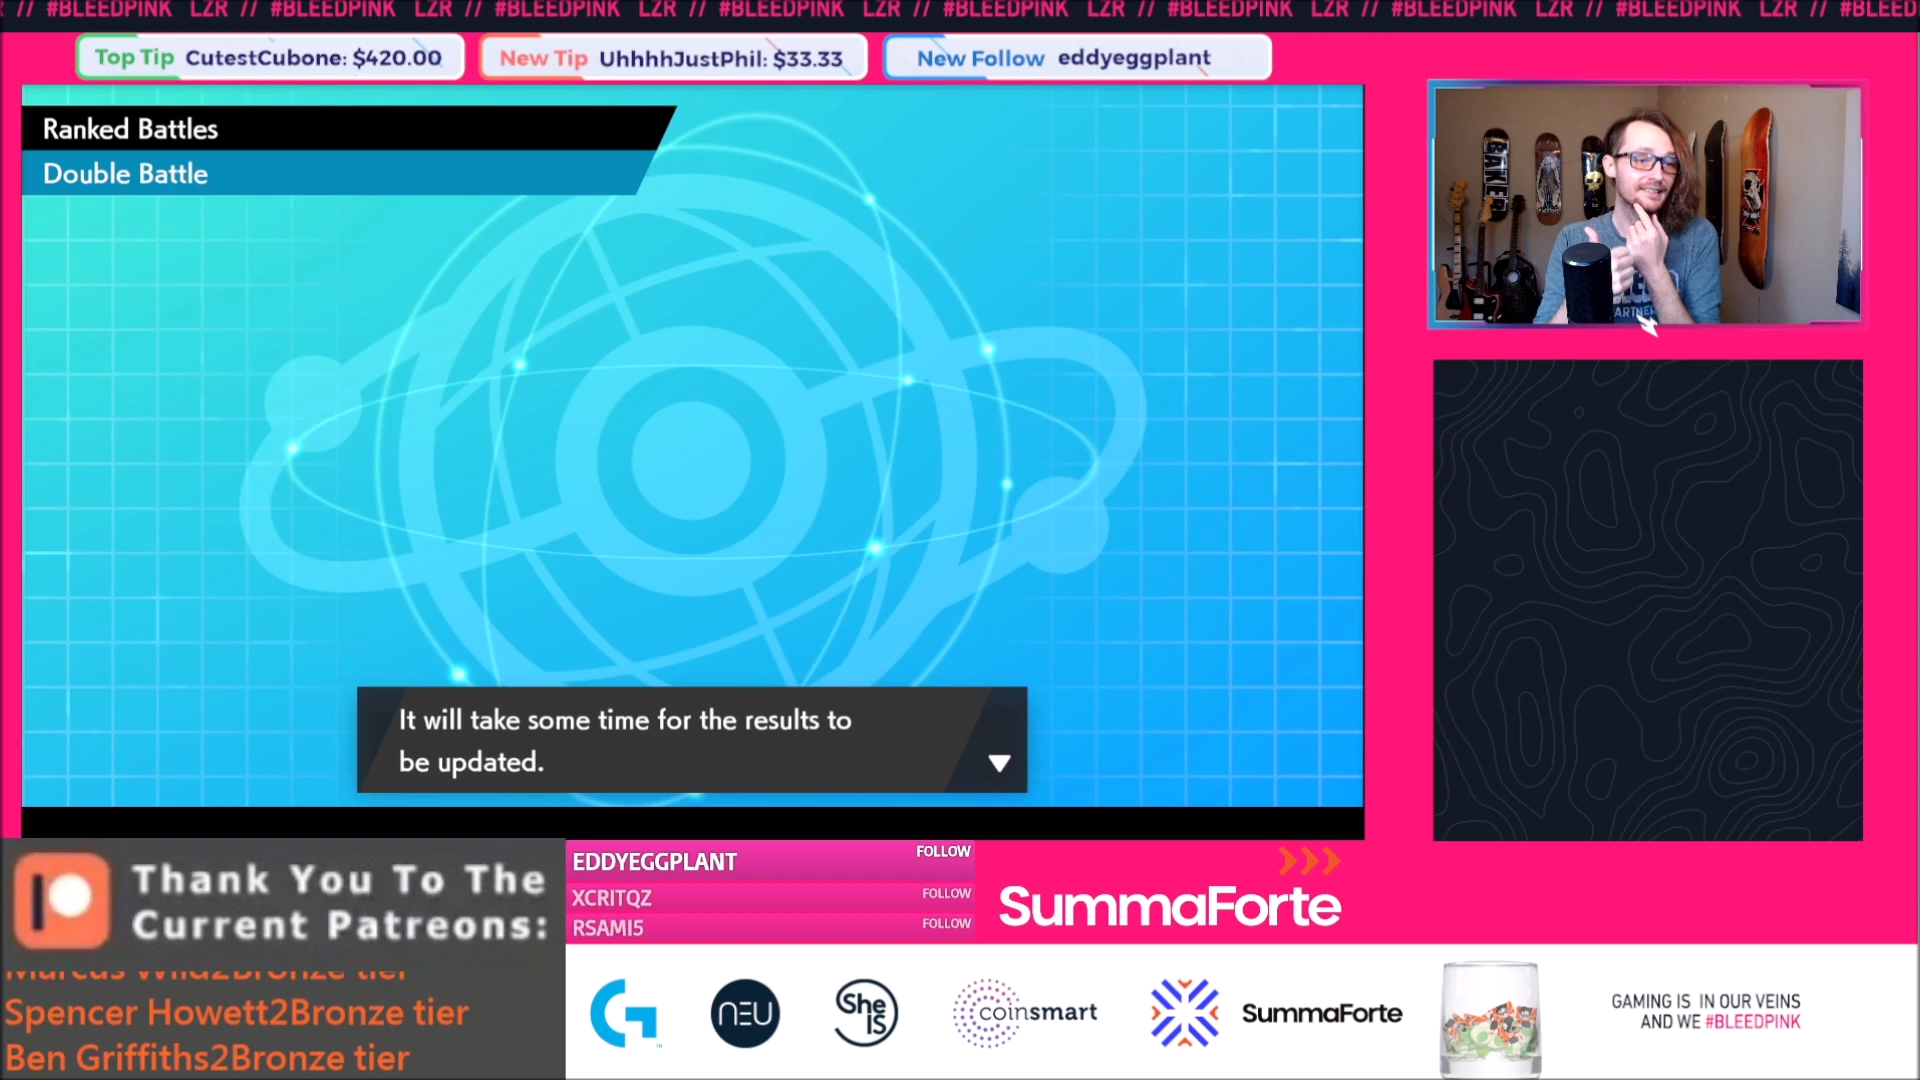 // #BLEEDPINK LZR // #BLEEDPINK LZR // #BLEEDPINK LZR // #BLEEDPINK LZR // #BLEEDPINK LZR // #BLEEDPINK LZR // #BLEEDPINK LZR // #BLEEDPINK LZR // #BLEED
Top Tip CutestCubone: $420.00
New Tip UhhhhJustPhil: $33.33
New Follow eddyeggplant
Ranked Battles
Double Battle
BAKER
It will take some time for the results to
be updated.
Thank You To The
Current Patreons:
Marcus Wild2Bronze tier
Spencer Howett2Bronze tier
Ben Griffiths2Bronze tier
EDDYEGGPLANT FOLLOW
XCRITQZ FOLLOW
RSAMI5 FOLLOW
SummaForte
G
NEU
She
IS
coinsmart
SummaForte
GAMING IS IN OUR VEINS
AND WE #BLEEDPINK